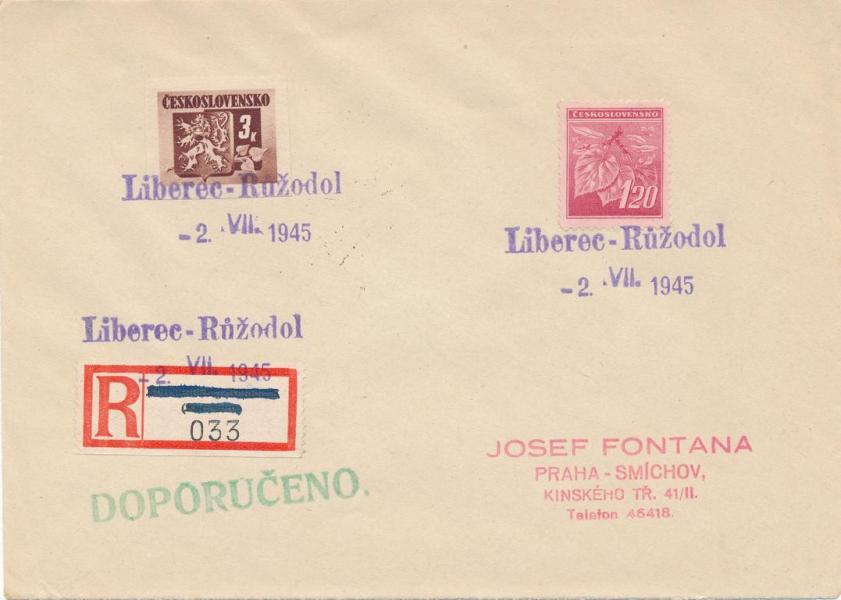 ČESKOSLOVENSKO
3K
Liberec-Růžodol
-2. VII. 1945
ČESKOSLOVENSKO
1.20
Liberec-Růžodol
-2. VII. 1945
Liberec-Růžodol
-2. VII. 1945
R
033
DOPORUČENO.
JOSEF FONTANA
PRAHA - SMÍCHOV,
KINSKÉHO TŘ. 41/II.
Telefon 46418.